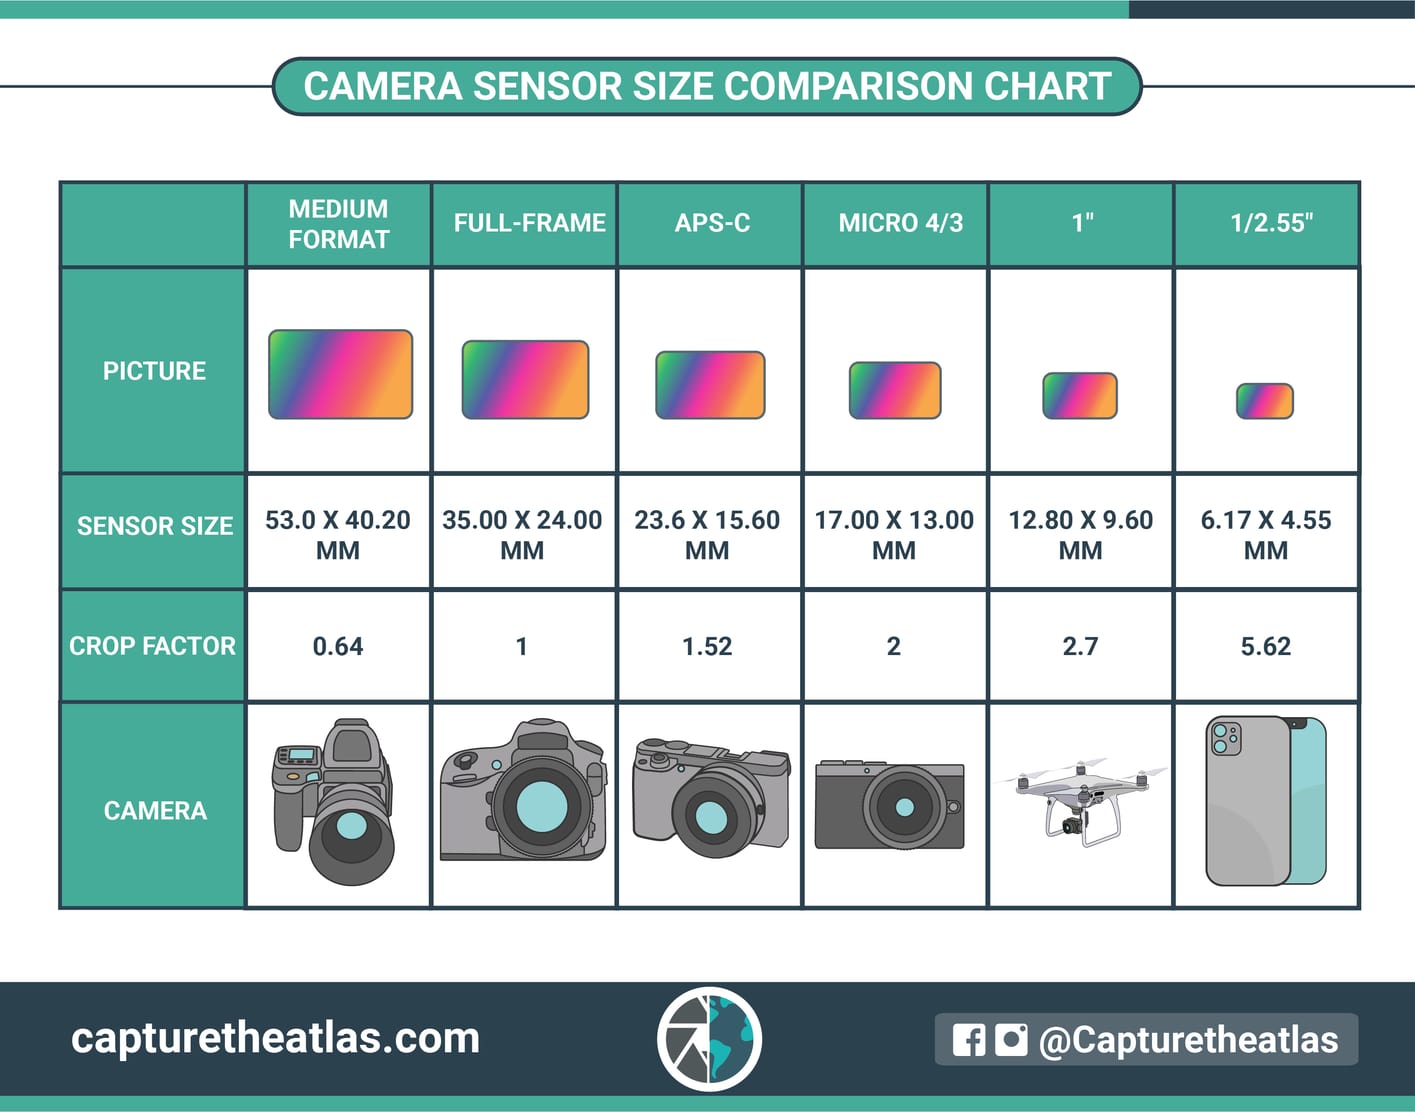 CAMERA SENSOR SIZE COMPARISON CHART
MEDIUM
FORMAT
FULL-FRAME
APS-C
MICRO 4/3
1"
1/2.55"
PICTURE
SENSOR SIZE
53.0 X 40.20
MM
35.00 X 24.00
MM
23.6 X 15.60
MM
17.00 X 13.00
MM
12.80 X 9.60
MM
6.17 X 4.55
MM
CROP FACTOR
0.64
1
1.52
2
2.7
5.62
CAMERA
capturetheatlas.com
@Capturetheatlas